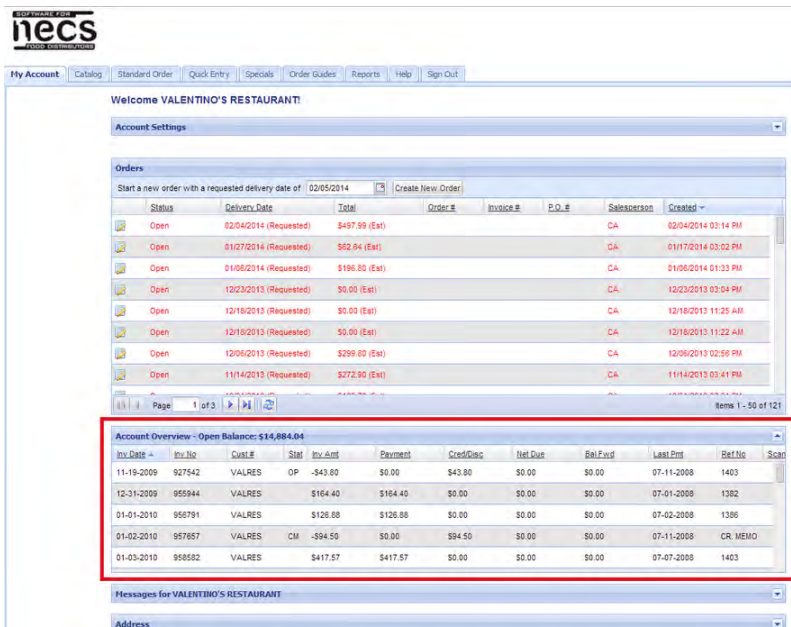 SOFTWARE FOR
necs
FOOD DISTRIBUTORS
My Account Catalog Standard Order Quick Entry Specials Order Guides Reports Help Sign Out
Welcome VALENTINO'S RESTAURANT!
Account Settings
Orders
Start a new order with a requested delivery date of 02/05/2014 Create New Order
Status Delivery Date Total Order # Invoice # P.O. # Salesperson Created
Open 02/04/2014 (Requested) $497.99 (Est) CA 02/04/2014 03:14 PM
Open 01/27/2014 (Requested) $62.64 (Est) CA 01/17/2014 03:02 PM
Open 01/06/2014 (Requested) $196.80 (Est) CA 01/06/2014 01:33 PM
Open 12/23/2013 (Requested) $0.00 (Est) CA 12/23/2013 03:04 PM
Open 12/18/2013 (Requested) $0.00 (Est) CA 12/18/2013 11:25 AM
Open 12/18/2013 (Requested) $0.00 (Est) CA 12/18/2013 11:22 AM
Open 12/06/2013 (Requested) $299.80 (Est) CA 12/06/2013 02:56 PM
Open 11/14/2013 (Requested) $272.90 (Est) CA 11/14/2013 03:41 PM
Page 1 of 3 Items 1 - 50 of 121
Account Overview - Open Balance: $14,884.04
Inv Date Inv No Cust # Stat Inv Amt Payment Cred/Disc Net Due Bal Fwd Last Pmt Ref No Scan
11-19-2009 927542 VALRES OP -$43.80 $0.00 $43.80 $0.00 $0.00 07-11-2008 1403
12-31-2009 955944 VALRES $164.40 $164.40 $0.00 $0.00 $0.00 07-01-2008 1382
01-01-2010 956791 VALRES $126.88 $126.88 $0.00 $0.00 $0.00 07-02-2008 1386
01-02-2010 957657 VALRES CM -$94.50 $0.00 $94.50 $0.00 $0.00 07-11-2008 CR. MEMO
01-03-2010 958582 VALRES $417.57 $417.57 $0.00 $0.00 $0.00 07-07-2008 1403
Messages for VALENTINO'S RESTAURANT
Address